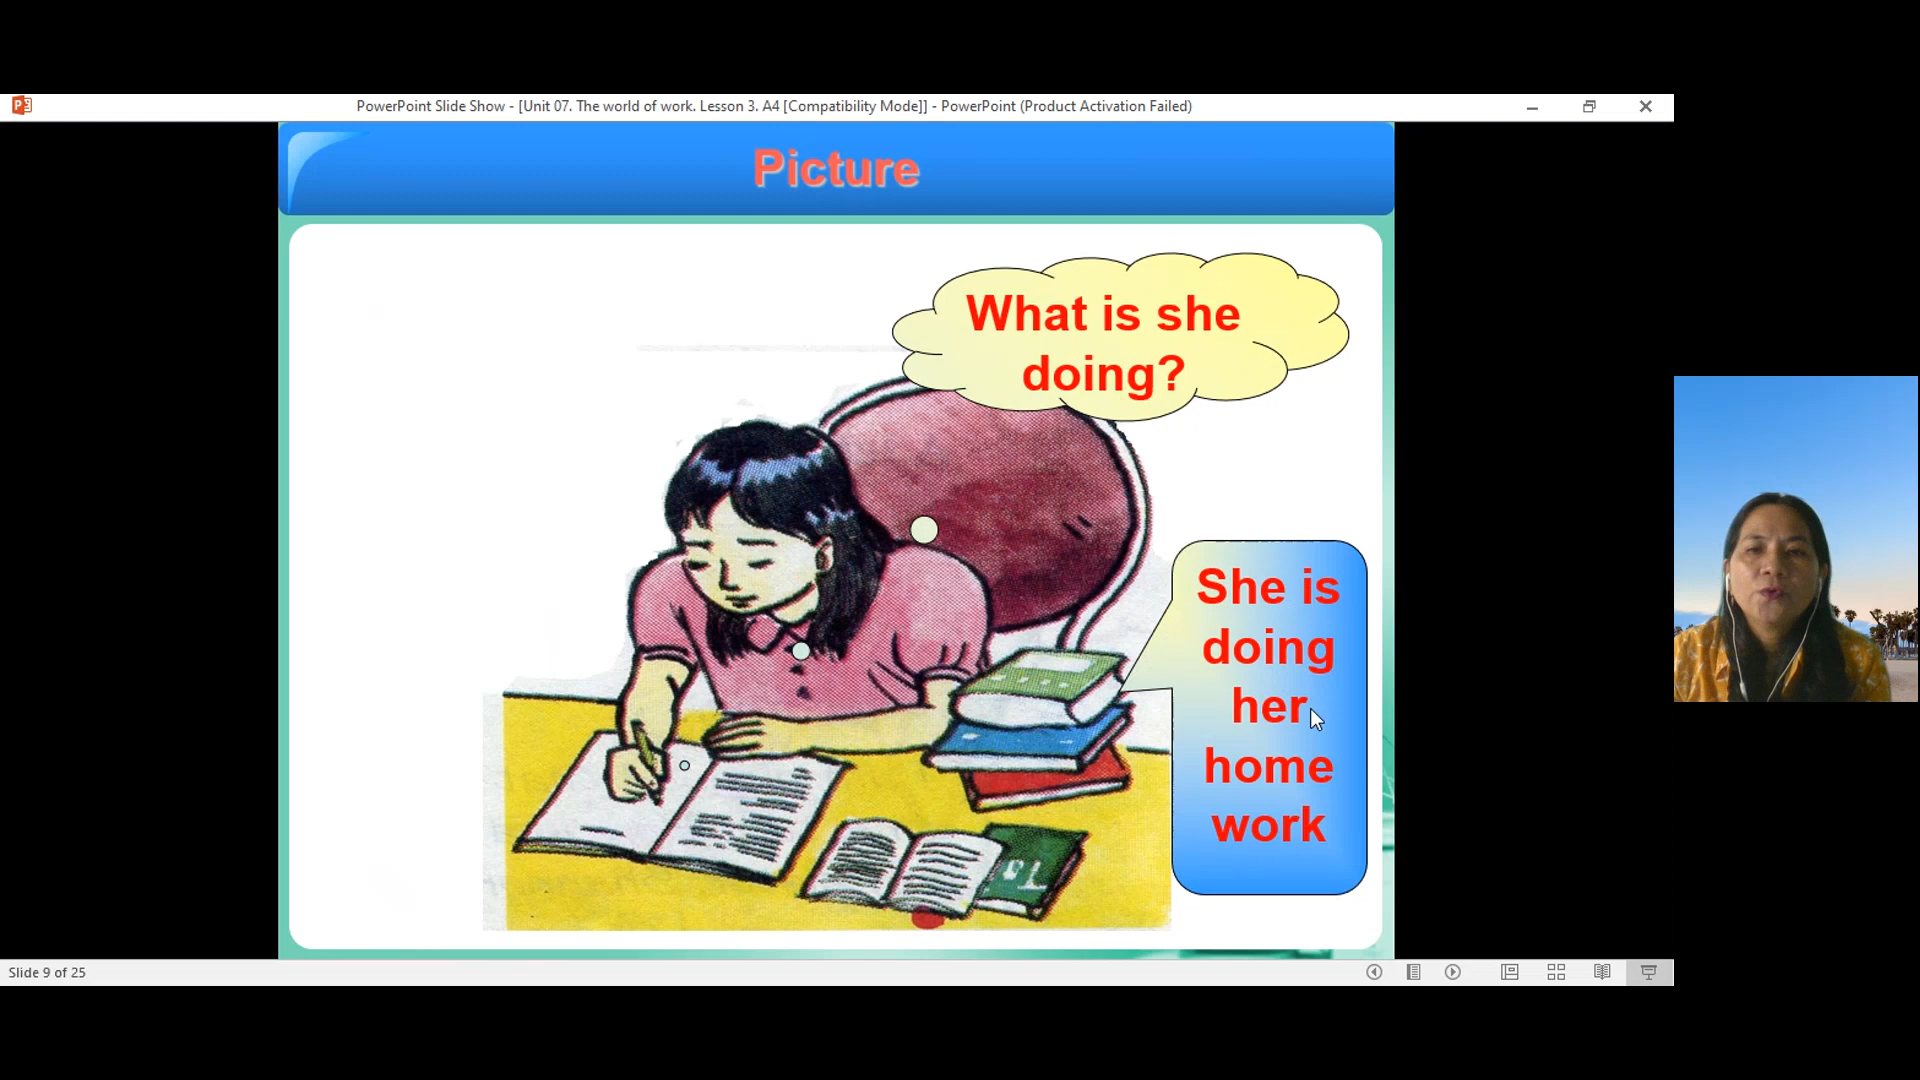 PowerPoint Slide Show - [Unit 07. The world of work. Lesson 3. A4 [Compatibility Mode]] - PowerPoint (Product Activation Failed)
Picture
What is she
doing?
She is
doing
her
home
work
Slide 9 of 25